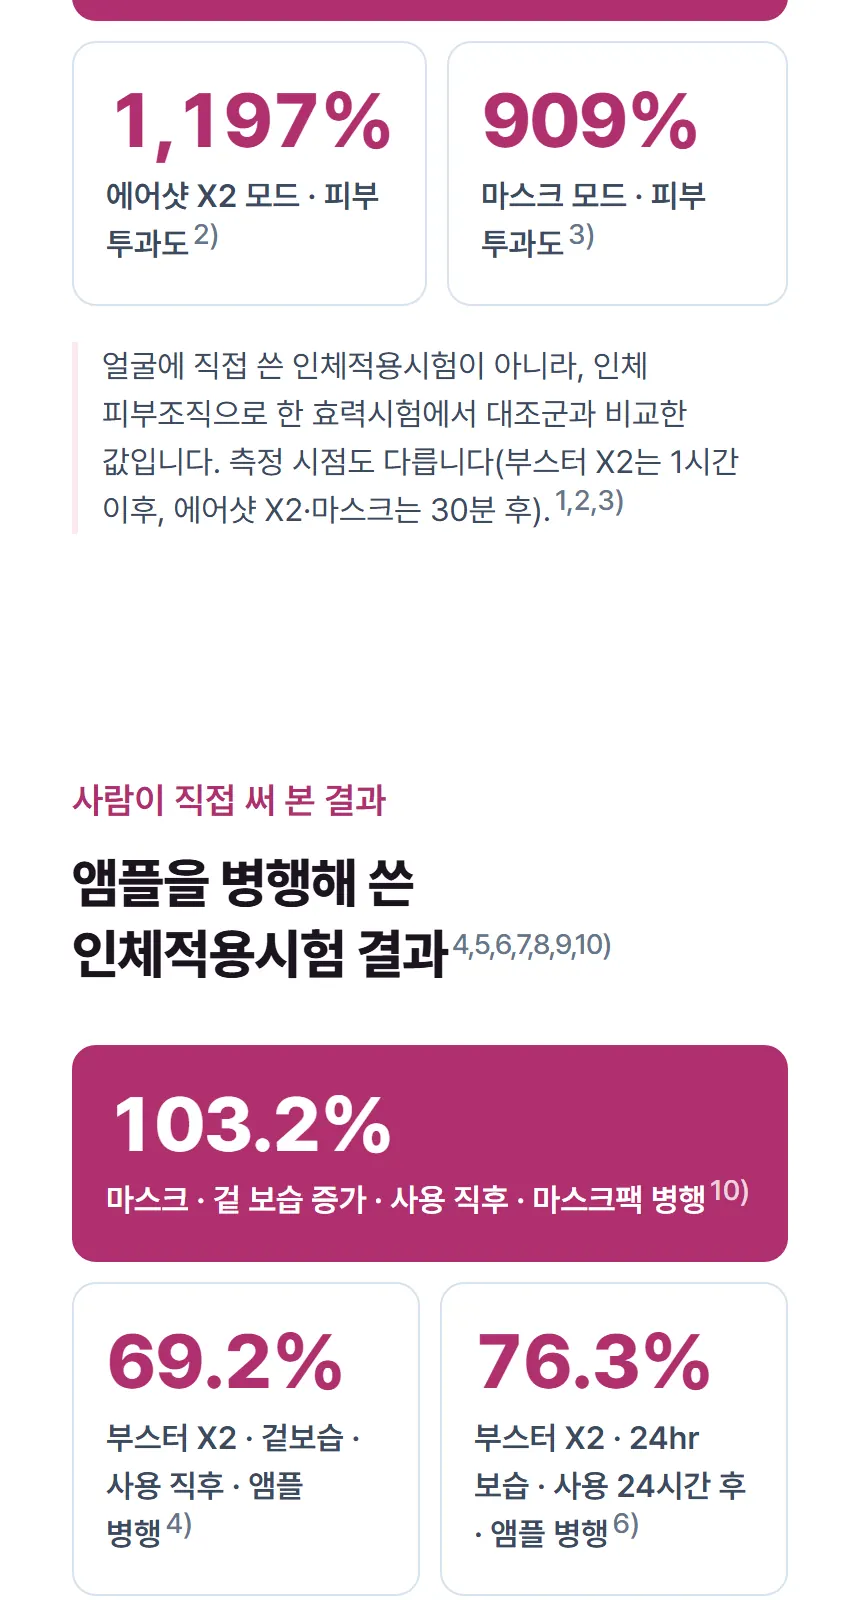 1,197%
에어샷 X2 모드 · 피부
투과도 2)
909%
마스크 모드 · 피부
투과도 3)
얼굴에 직접 쓴 인체적용시험이 아니라, 인체
피부조직으로 한 효력시험에서 대조군과 비교한
값입니다. 측정 시점도 다릅니다(부스터 X2는 1시간
이후, 에어샷 X2·마스크는 30분 후). 1,2,3)
사람이 직접 써 본 결과
앰플을 병행해 쓴
인체적용시험 결과 4,5,6,7,8,9,10)
103.2%
마스크 · 겉 보습 증가 · 사용 직후 · 마스크팩 병행 10)
69.2%
부스터 X2 · 겉보습 ·
사용 직후 · 앰플
병행 4)
76.3%
부스터 X2 · 24hr
보습 · 사용 24시간 후
· 앰플 병행 6)